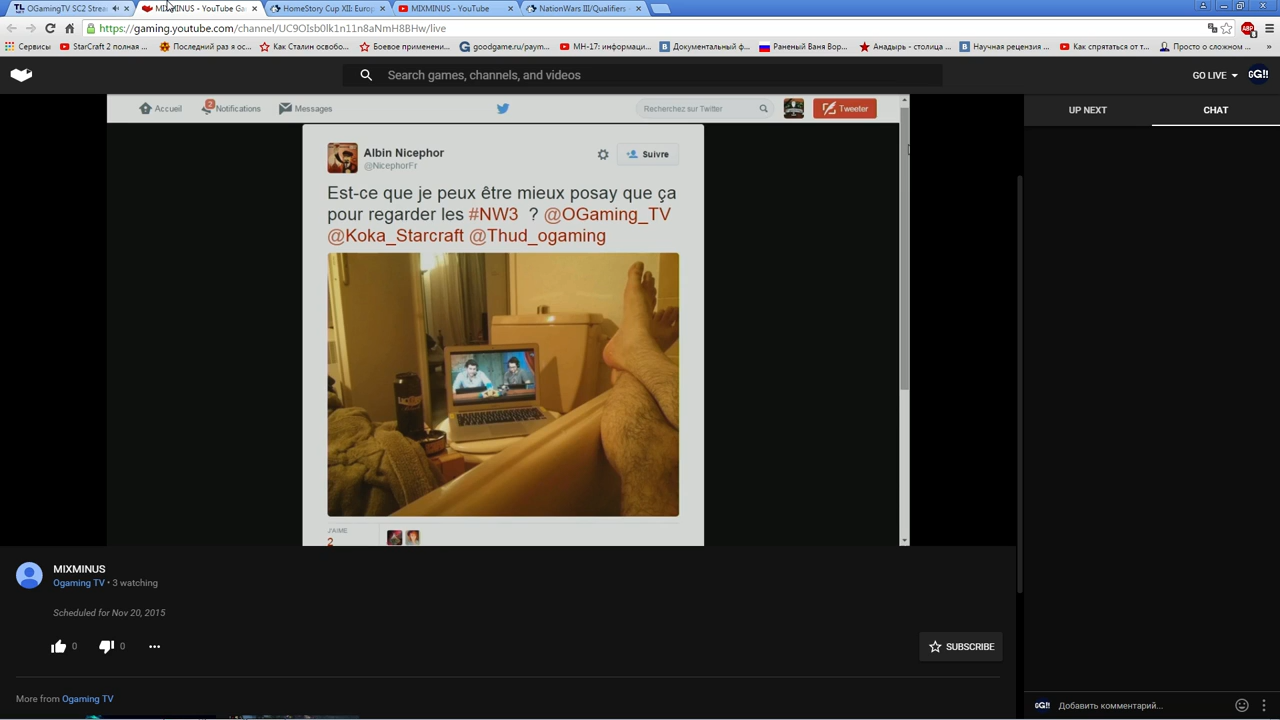 OGamingTV SC2 Strea
MIXMINUS - YouTube Ga
HomeStory Cup XII: Europ
MIXMINUS - YouTube
NationWars III/Qualifiers
https://gaming.youtube.com/channel/UC9OIsb0lk1n11n8aNmH8BHw/live
Сервисы
StarCraft 2 полная ...
Последний раз я ос...
Как Сталин освобо...
Боевое применени...
goodgame.ru/paym...
МН-17: информаци...
Документальный ф...
Раненый Ваня Вор...
Анадырь - столица ...
Научная рецензия ...
Как спрятаться от т...
Просто о сложном ...
Search games, channels, and videos
GO LIVE
GG!!
Accueil
2
Notifications
Messages
Recherchez sur Twitter
Tweeter
UP NEXT
CHAT
Albin Nicephor
@NicephorFr
Suivre
Est-ce que je peux être mieux posay que ça
pour regarder les #NW3 ? @OGaming_TV
@Koka_Starcraft @Thud_ogaming
J'AIME
2
MIXMINUS
Ogaming TV • 3 watching
Scheduled for Nov 20, 2015
0
0
SUBSCRIBE
More from Ogaming TV
GG!!
Добавить комментарий...